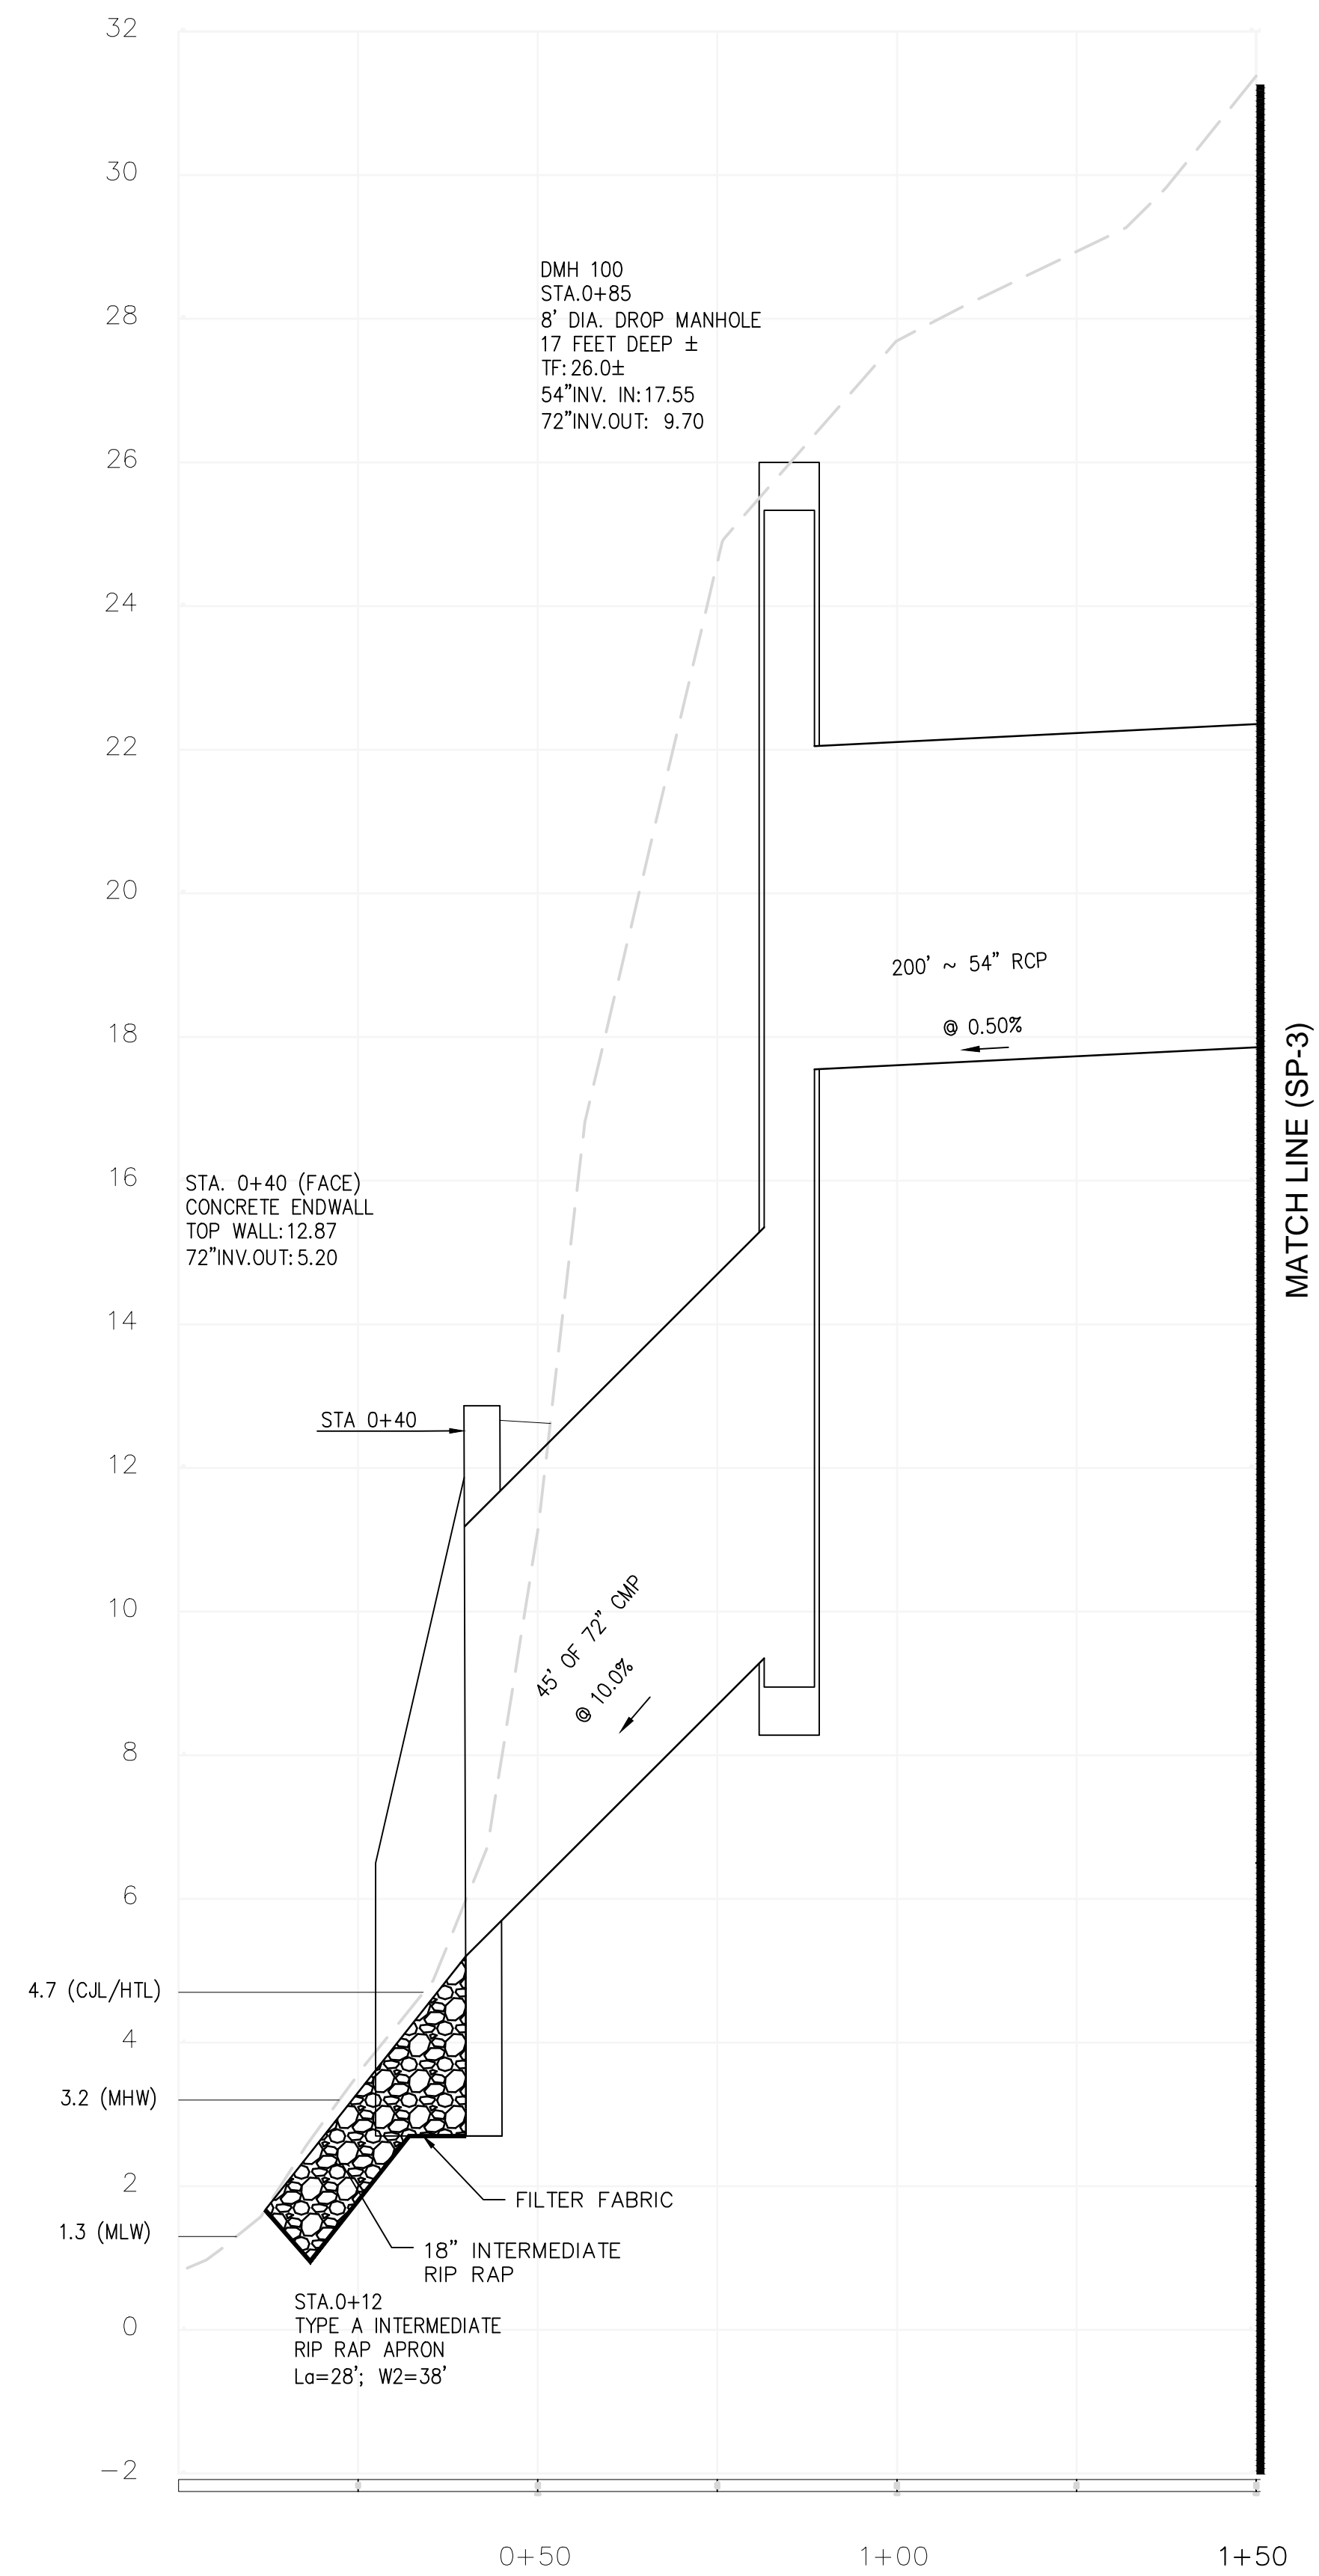 32
30
DMH 100
STA.0+85
8' DIA. DROP MANHOLE
17 FEET DEEP ±
TF:26.0±
54"INV. IN:17.55
72"INV.OUT: 9.70
28
26
24
22
20
200' ~ 54" RCP
@ 0.50%
18
MATCH LINE (SP-3)
16
STA. 0+40 (FACE)
CONCRETE ENDWALL
TOP WALL:12.87
72"INV.OUT:5.20
14
STA 0+40
12
10
45' OF 72" CMP
@ 10.0%
8
6
4.7 (CJL/HTL)
4
3.2 (MHW)
2
FILTER FABRIC
1.3 (MLW)
18" INTERMEDIATE
RIP RAP
STA.0+12
TYPE A INTERMEDIATE
RIP RAP APRON
La=28'; W2=38'
0
-2
0+50
1+00
1+50